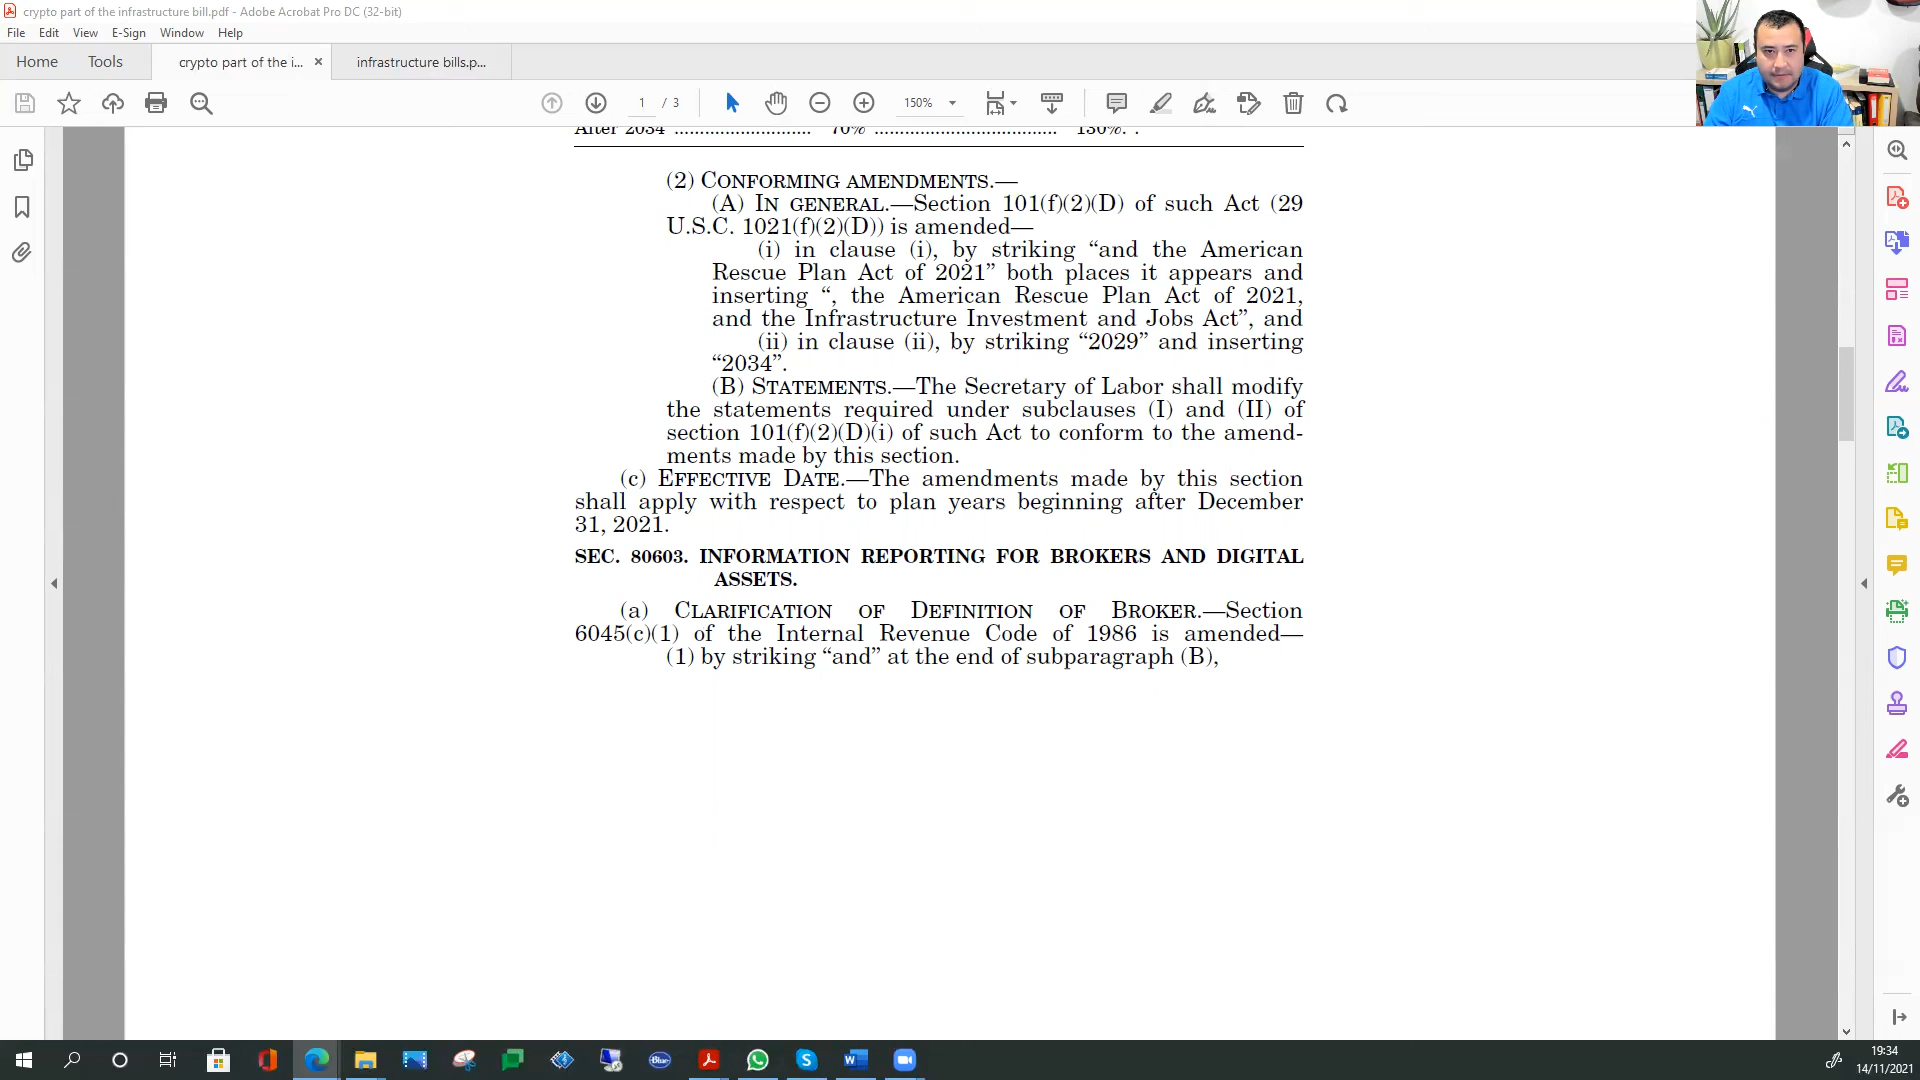 crypto part of the infrastructure bill.pdf - Adobe Acrobat Pro DC (32-bit)
File Edit View E-Sign Window Help
Home Tools crypto part of the i... × infrastructure bills.p...
1 / 3 150%
After 2034 ........................... 70% .................................... 130%. .
(2) CONFORMING AMENDMENTS.—
(A) IN GENERAL.—Section 101(f)(2)(D) of such Act (29
U.S.C. 1021(f)(2)(D)) is amended—
(i) in clause (i), by striking “and the American
Rescue Plan Act of 2021” both places it appears and
inserting “, the American Rescue Plan Act of 2021,
and the Infrastructure Investment and Jobs Act”, and
(ii) in clause (ii), by striking “2029” and inserting
“2034”.
(B) STATEMENTS.—The Secretary of Labor shall modify
the statements required under subclauses (I) and (II) of
section 101(f)(2)(D)(i) of such Act to conform to the amend-
ments made by this section.
(c) EFFECTIVE DATE.—The amendments made by this section
shall apply with respect to plan years beginning after December
31, 2021.
SEC. 80603. INFORMATION REPORTING FOR BROKERS AND DIGITAL
ASSETS.
(a) CLARIFICATION OF DEFINITION OF BROKER.—Section
6045(c)(1) of the Internal Revenue Code of 1986 is amended—
(1) by striking “and” at the end of subparagraph (B),
Blue
19:34
14/11/2021